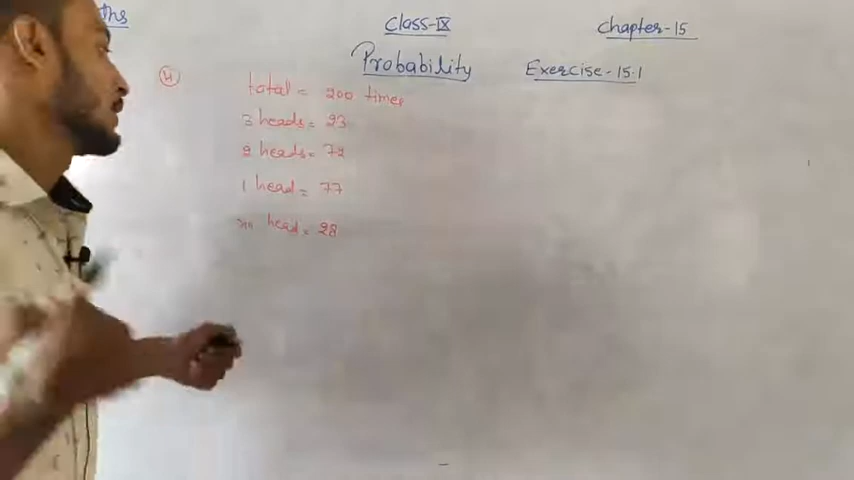 ths
Class-IX
Chapter-15
Probability
Exercise-15.1
4
total = 200 times
3 heads = 23
2 heads = 72
1 head = 77
no head = 28